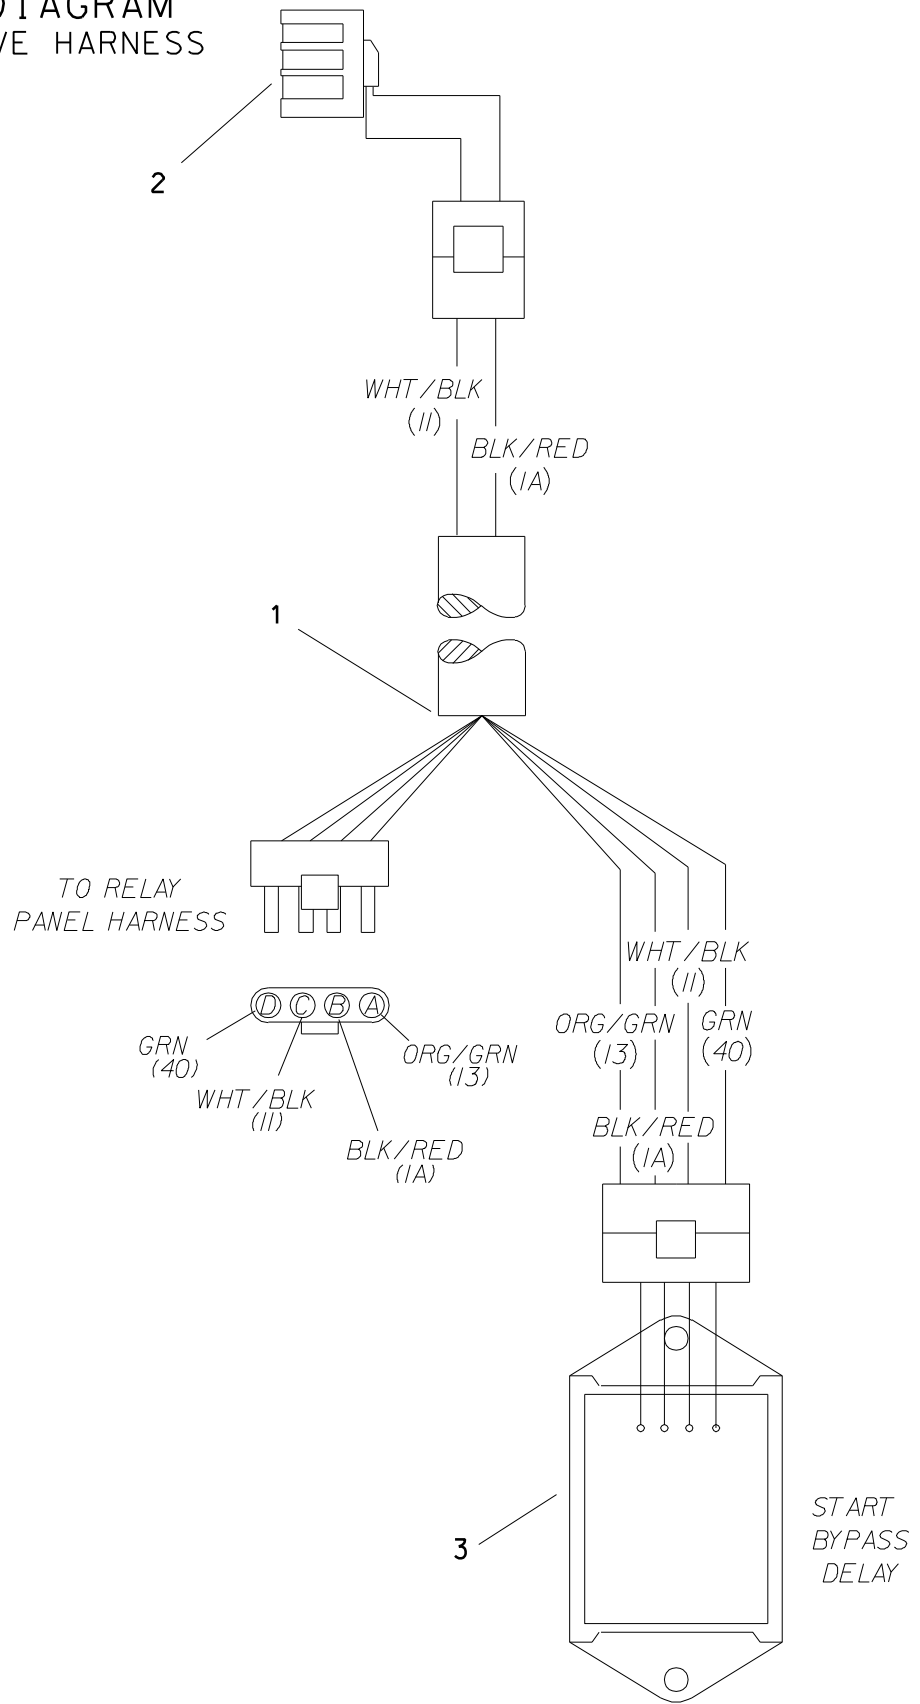 DIAGRAM
VE HARNESS
2
WHT/BLK
(11)
BLK/RED
(1A)
1
TO RELAY
PANEL HARNESS
D C B A
GRN
(40)
WHT/BLK
(11)
BLK/RED
(1A)
ORG/GRN
(13)
WHT/BLK
(11)
ORG/GRN
(13)
GRN
(40)
BLK/RED
(1A)
3
START
BYPASS
DELAY